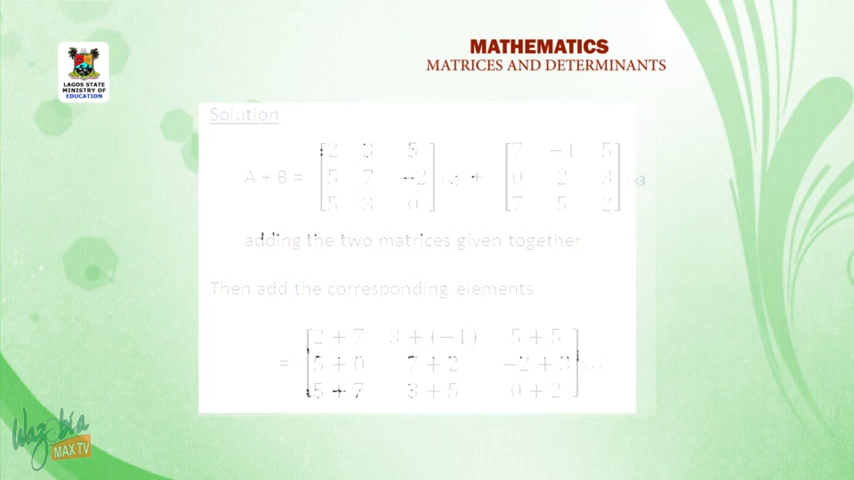 MATHEMATICS
MATRICES AND DETERMINANTS
LAGOS STATE
MINISTRY OF
EDUCATION
Solution
A + B = [2 3 5
5 7 -2
5 3 0] + [7 -1 5
0 2 3
7 5 2]
adding the two matrices given together
Then add the corresponding elements
= [2 + 7 3 + (-1) 5 + 5
5 + 0 7 + 2 -2 + 3
5 + 7 3 + 5 0 + 2]
Wazobia
MAX TV